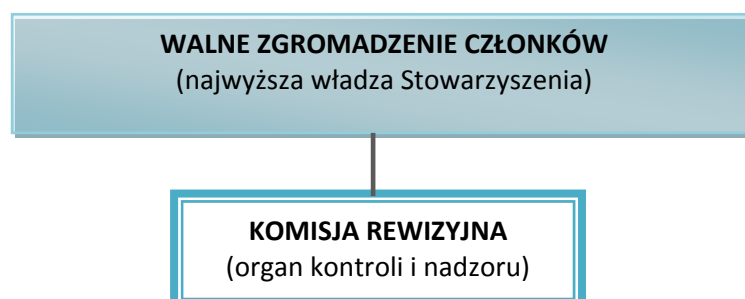 WALNE ZGROMADZENIE CZŁONKÓW
(najwyższa władza Stowarzyszenia)
KOMISJA REWIZYJNA
(organ kontroli i nadzoru)